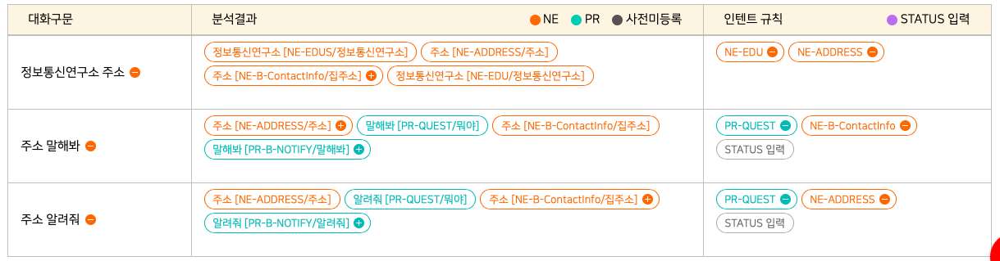 대화구문 분석결과 NE PR 사전미등록 인텐트 규칙 STATUS 입력
정보통신연구소 [NE-EDUS/정보통신연구소] 주소 [NE-ADDRESS/주소] NE-EDU NE-ADDRESS
정보통신연구소 주소
주소 [NE-B-ContactInfo/집주소] 정보통신연구소 [NE-EDU/정보통신연구소]
주소 [NE-ADDRESS/주소] 말해봐 [PR-QUEST/뭐야] 주소 [NE-B-ContactInfo/집주소] PR-QUEST NE-B-ContactInfo
주소 말해봐
말해봐 [PR-B-NOTIFY/말해봐] STATUS 입력
주소 [NE-ADDRESS/주소] 알려줘 [PR-QUEST/뭐야] 주소 [NE-B-ContactInfo/집주소] PR-QUEST NE-ADDRESS
주소 알려줘
알려줘 [PR-B-NOTIFY/알려줘] STATUS 입력